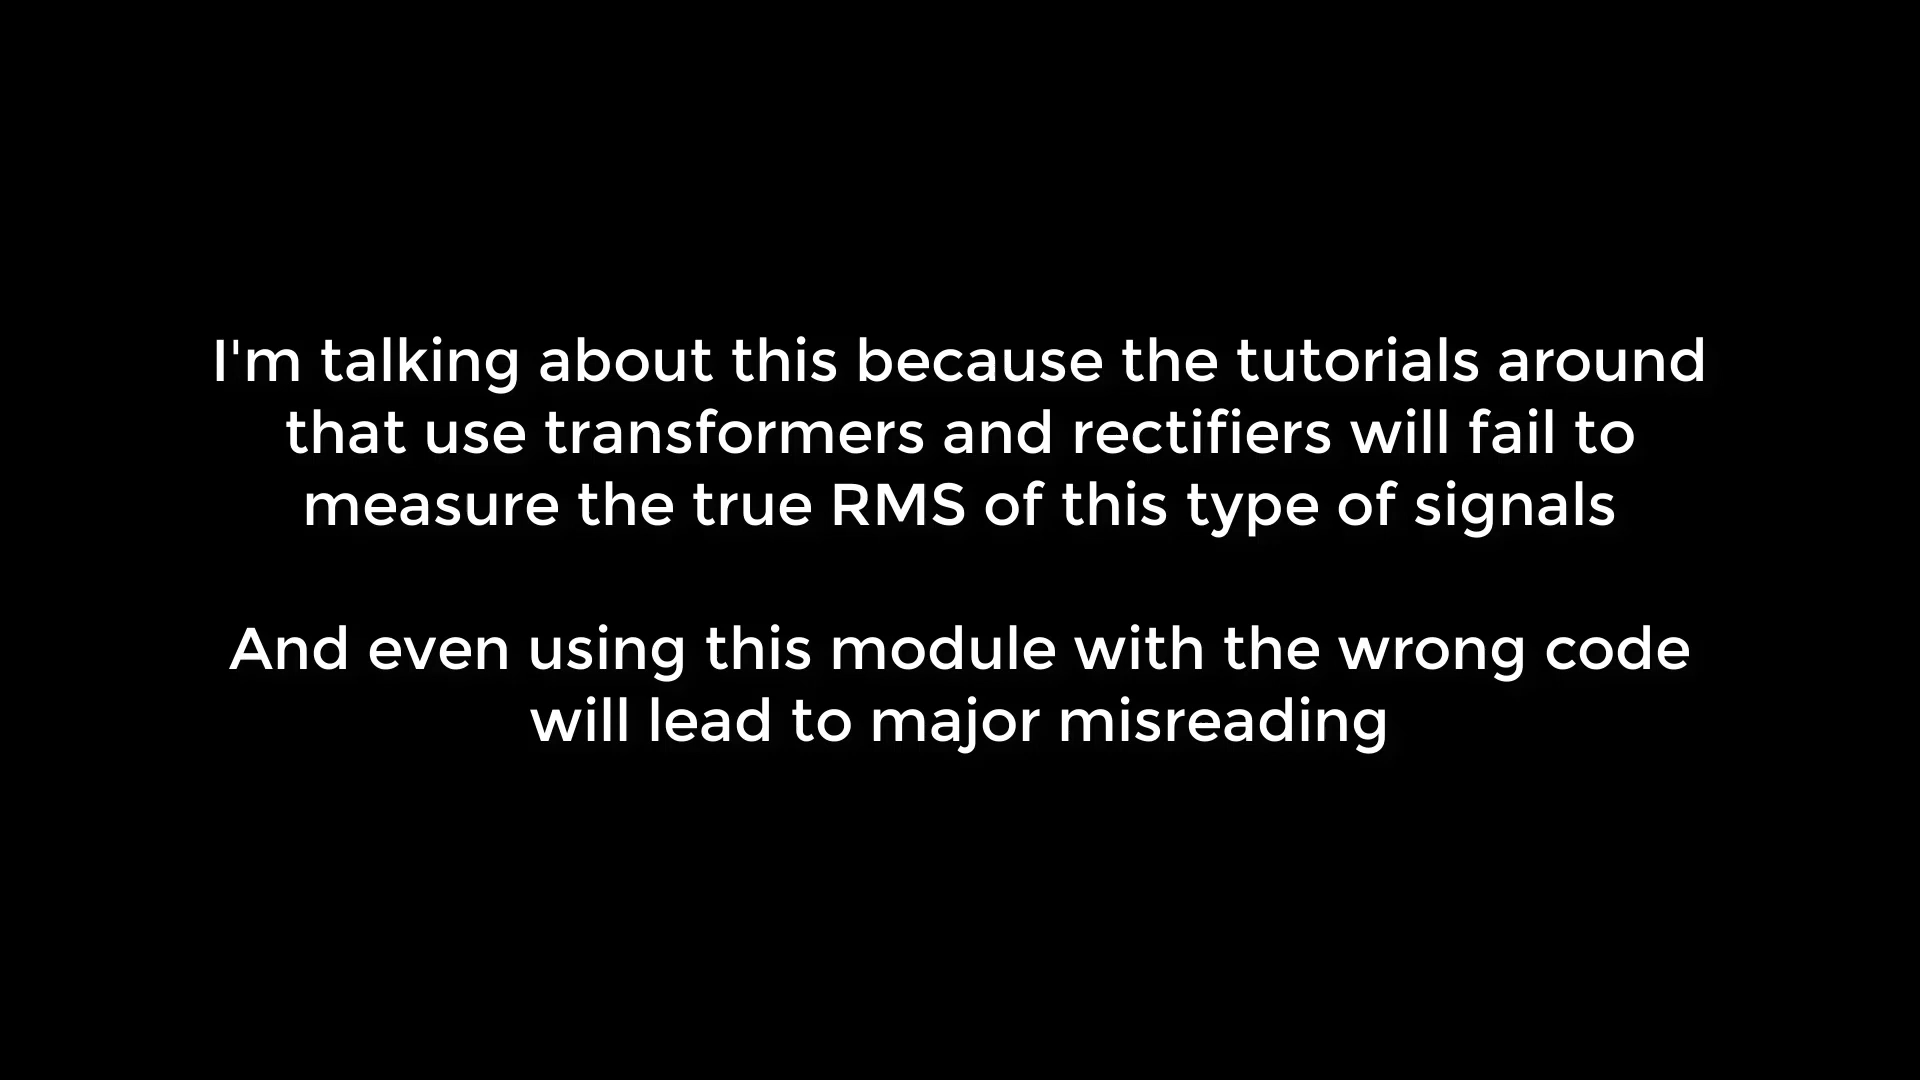 I'm talking about this because the tutorials around
that use transformers and rectifiers will fail to
measure the true RMS of this type of signals
And even using this module with the wrong code
will lead to major misreading